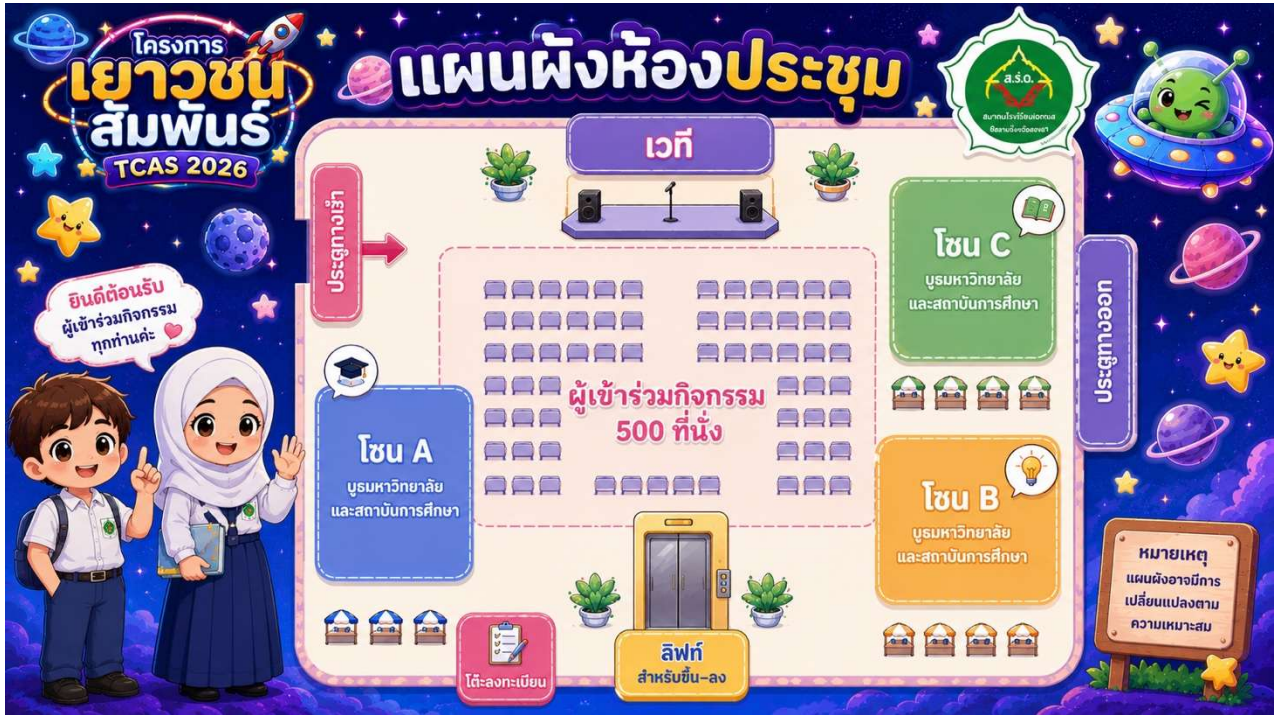 โครงการ
เยาวชน
สัมพันธ์
TCAS 2026
แผนผังห้องประชุม
ส.ร.อ.
เวที
ประตูทางเข้า
โซน C
บูธมหาวิทยาลัย
และสถาบันการศึกษา
ประตูทางออก
ยินดีต้อนรับ
ผู้เข้าร่วมกิจกรรม
ทุกท่านค่ะ
ผู้เข้าร่วมกิจกรรม
500 ที่นั่ง
โซน A
บูธมหาวิทยาลัย
และสถาบันการศึกษา
โซน B
บูธมหาวิทยาลัย
และสถาบันการศึกษา
หมายเหตุ
แผนผังอาจมีการ
เปลี่ยนแปลงตาม
ความเหมาะสม
โต๊ะลงทะเบียน
ลิฟท์
สำหรับขึ้น-ลง